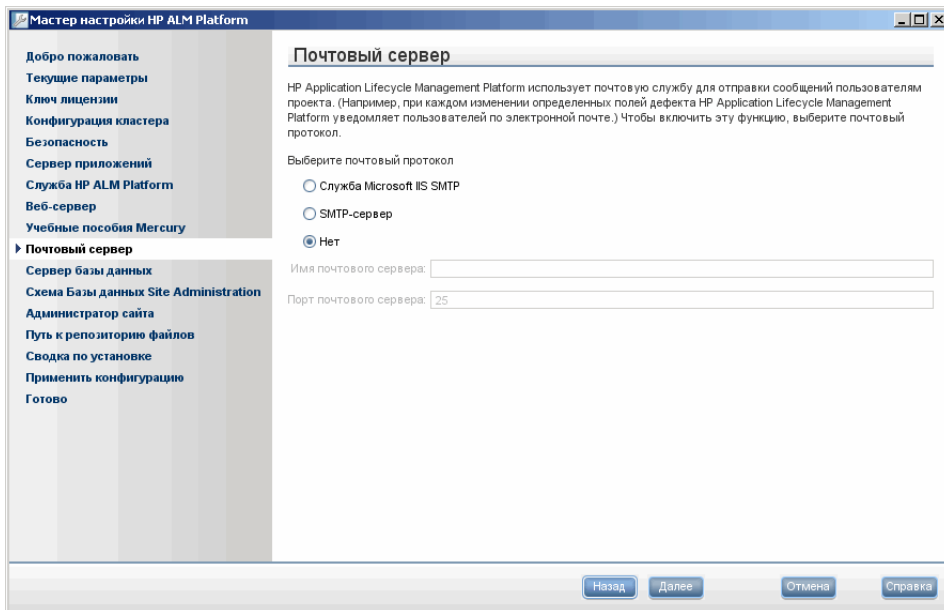 Мастер настройки HP ALM Platform
Добро пожаловать
Текущие параметры
Ключ лицензии
Конфигурация кластера
Безопасность
Сервер приложений
Служба HP ALM Platform
Веб-сервер
Учебные пособия Mercury
Почтовый сервер
Сервер базы данных
Схема Базы данных Site Administration
Администратор сайта
Путь к репозиторию файлов
Сводка по установке
Применить конфигурацию
Готово
Почтовый сервер
HP Application Lifecycle Management Platform использует почтовую службу для отправки сообщений пользователям
проекта. (Например, при каждом изменении определенных полей дефекта HP Application Lifecycle Management
Platform уведомляет пользователей по электронной почте.) Чтобы включить эту функцию, выберите почтовый
протокол.
Выберите почтовый протокол
Служба Microsoft IIS SMTP
SMTP-сервер
Нет
Имя почтового сервера:
Порт почтового сервера: 25
Назад Далее Отмена Справка